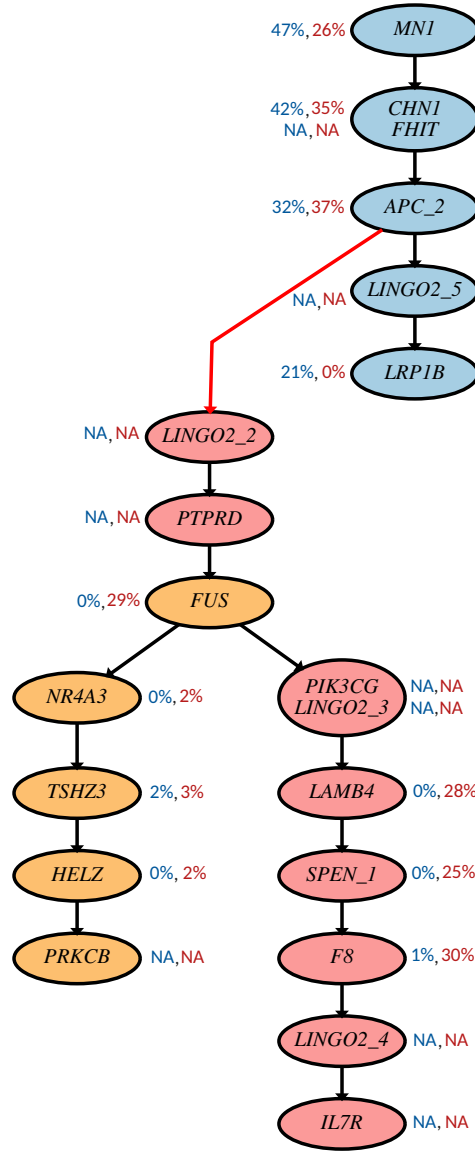 47%, 26% MN1
42%, 35% CHN1
NA, NA FHIT
32%, 37% APC_2
NA, NA LINGO2_5
21%, 0% LRP1B
NA, NA LINGO2_2
NA, NA PTPRD
0%, 29% FUS
NR4A3 0%, 2%
PIK3CG NA, NA
LINGO2_3 NA, NA
TSHZ3 2%, 3%
LAMB4 0%, 28%
HELZ 0%, 2%
SPEN_1 0%, 25%
PRKCB NA, NA
F8 1%, 30%
LINGO2_4 NA, NA
IL7R NA, NA